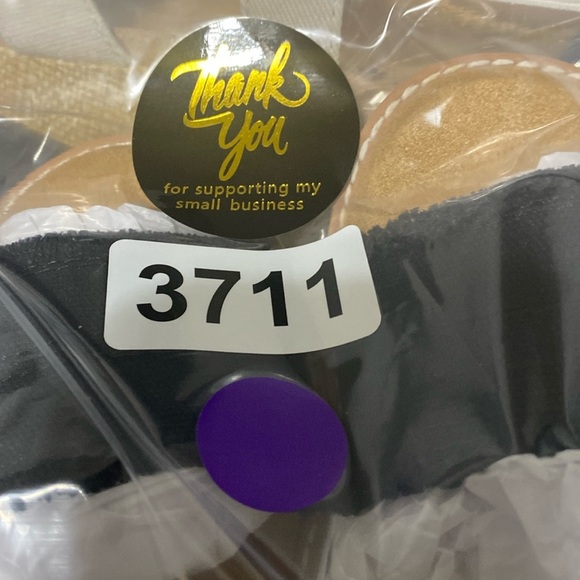 Thank
You
for supporting my
small business
3711